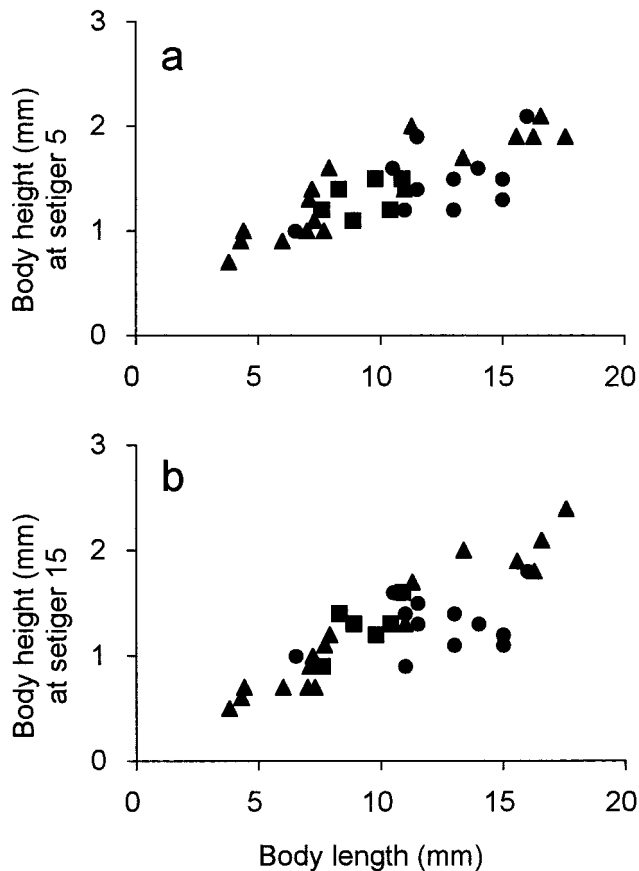 3
a
2
1
0
Body height (mm)
at setiger 5
0 5 10 15 20
3
b
2
1
0
Body height (mm)
at setiger 15
0 5 10 15 20
Body length (mm)